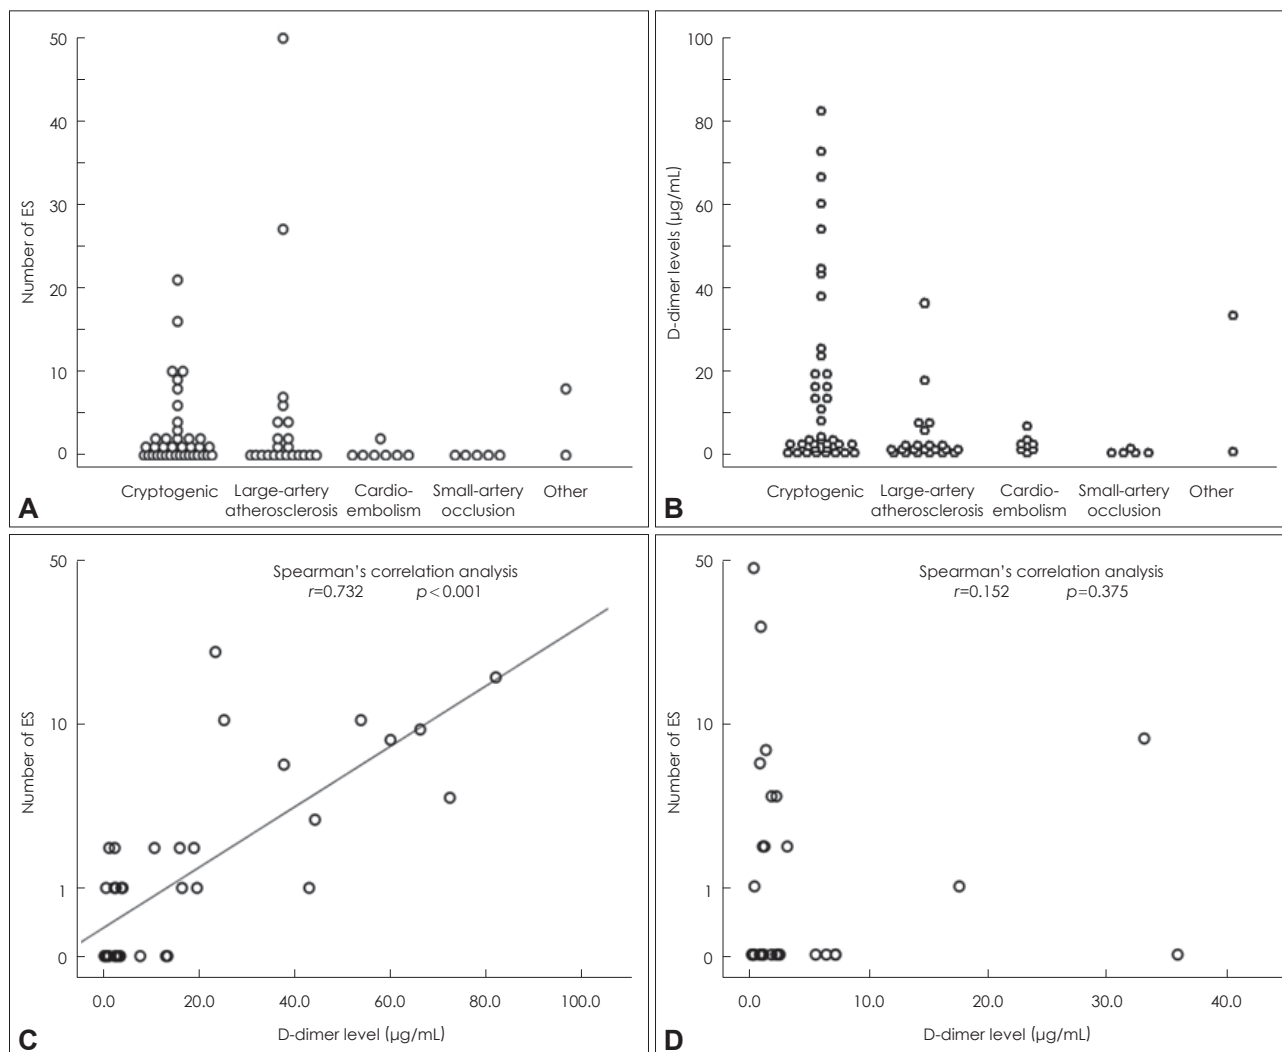 50
40
30
20
10
0
Number of ES
Cryptogenic
Large-artery
atherosclerosis
Cardio-
embolism
Small-artery
occlusion
Other
A
100
80
60
40
20
0
D-dimer levels (µg/mL)
Cryptogenic
Large-artery
atherosclerosis
Cardio-
embolism
Small-artery
occlusion
Other
B
Spearman's correlation analysis
r=0.732 p<0.001
50
10
1
0
Number of ES
0.0 20.0 40.0 60.0 80.0 100.0
D-dimer level (µg/mL)
C
Spearman's correlation analysis
r=0.152 p=0.375
50
10
1
0
Number of ES
0.0 10.0 20.0 30.0 40.0
D-dimer level (µg/mL)
D